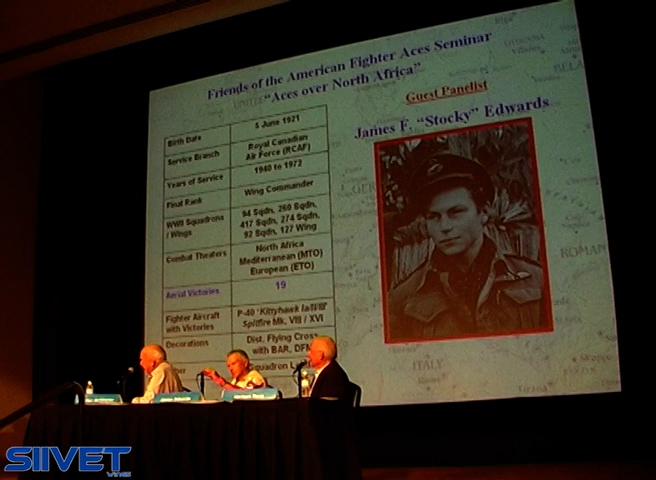 Friends of the American Fighter Aces Seminar
"Aces over North Africa"
Guest Panelist
James F. "Stocky" Edwards
Birth Date
5 June 1921
Service Branch
Royal Canadian
Air Force (RCAF)
Years of Service
1940 to 1972
Final Rank
Wing Commander
WWII Squadrons
/ Wings
94 Sqdn, 260 Sqdn,
417 Sqdn, 274 Sqdn,
92 Sqdn, 127 Wing
Combat Theaters
North Africa
Mediterranean (MTO)
European (ETO)
Aerial Victories
19
Fighter Aircraft
with Victories
P-40 'Kittyhawk Ia/II/III'
Spitfire Mk. VIII / XVI
Decorations
Dist. Flying Cross
with BAR, DFM
Squadron
ITALY
ROMAN
SIIVET
WINGS